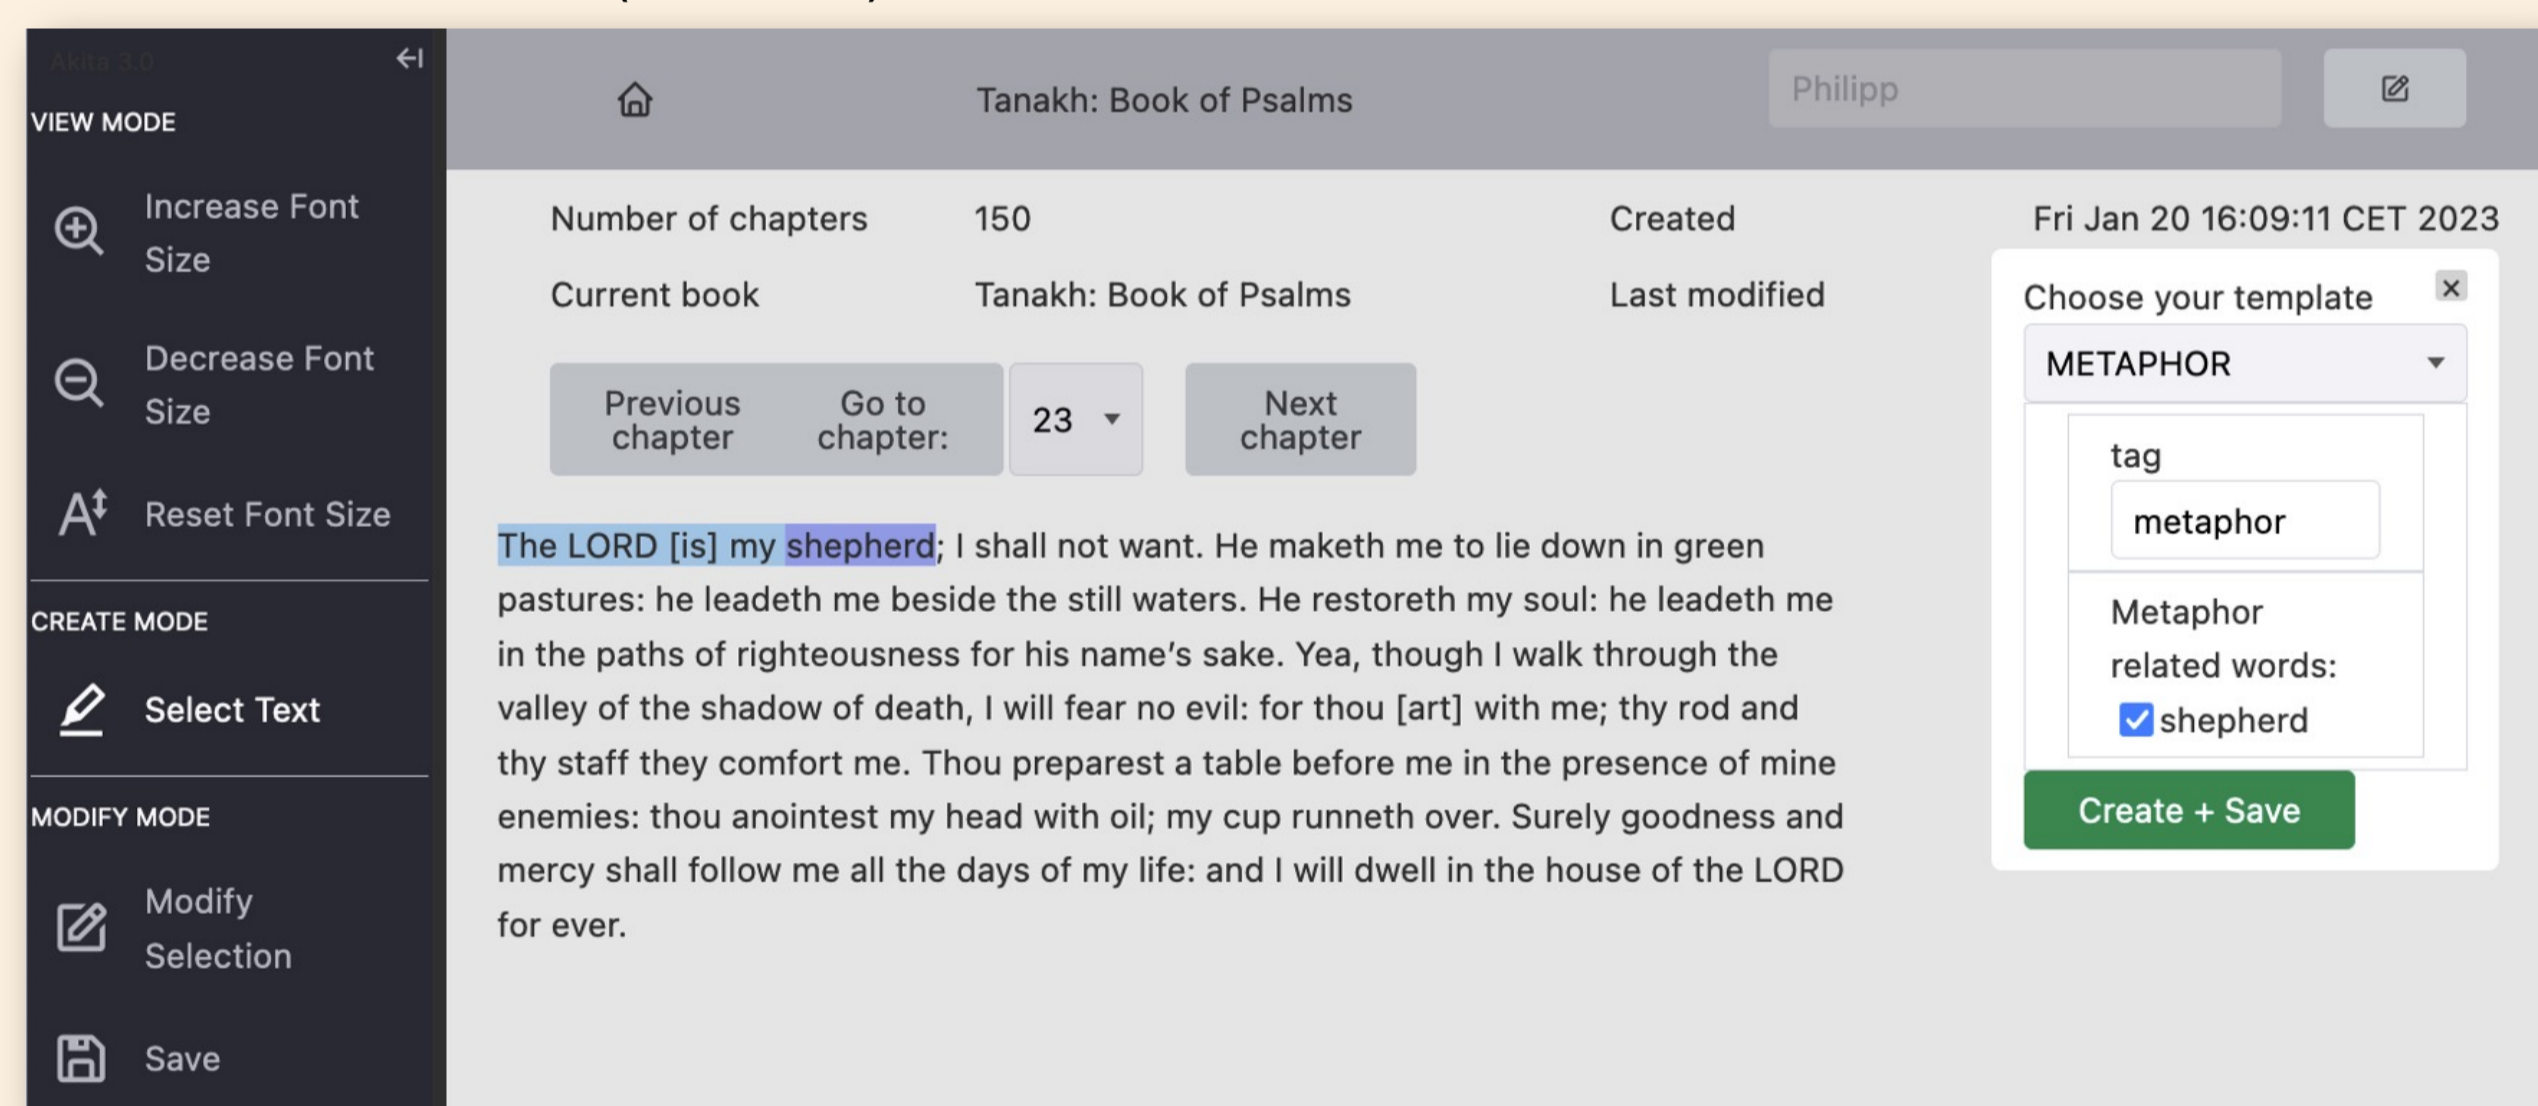 Akita 3.0
VIEW MODE
Increase Font
Size
Decrease Font
Size
Reset Font Size
CREATE MODE
Select Text
MODIFY MODE
Modify
Selection
Save
Tanakh: Book of Psalms
Philipp
Number of chapters 150 Created Fri Jan 20 16:09:11 CET 2023
Current book Tanakh: Book of Psalms Last modified
Previous
chapter
Go to
chapter:
23
Next
chapter
The LORD [is] my shepherd; I shall not want. He maketh me to lie down in green
pastures: he leadeth me beside the still waters. He restoreth my soul: he leadeth me
in the paths of righteousness for his name’s sake. Yea, though I walk through the
valley of the shadow of death, I will fear no evil: for thou [art] with me; thy rod and
thy staff they comfort me. Thou preparest a table before me in the presence of mine
enemies: thou anointest my head with oil; my cup runneth over. Surely goodness and
mercy shall follow me all the days of my life: and I will dwell in the house of the LORD
for ever.
Choose your template
METAPHOR
tag
metaphor
Metaphor
related words:
shepherd
Create + Save